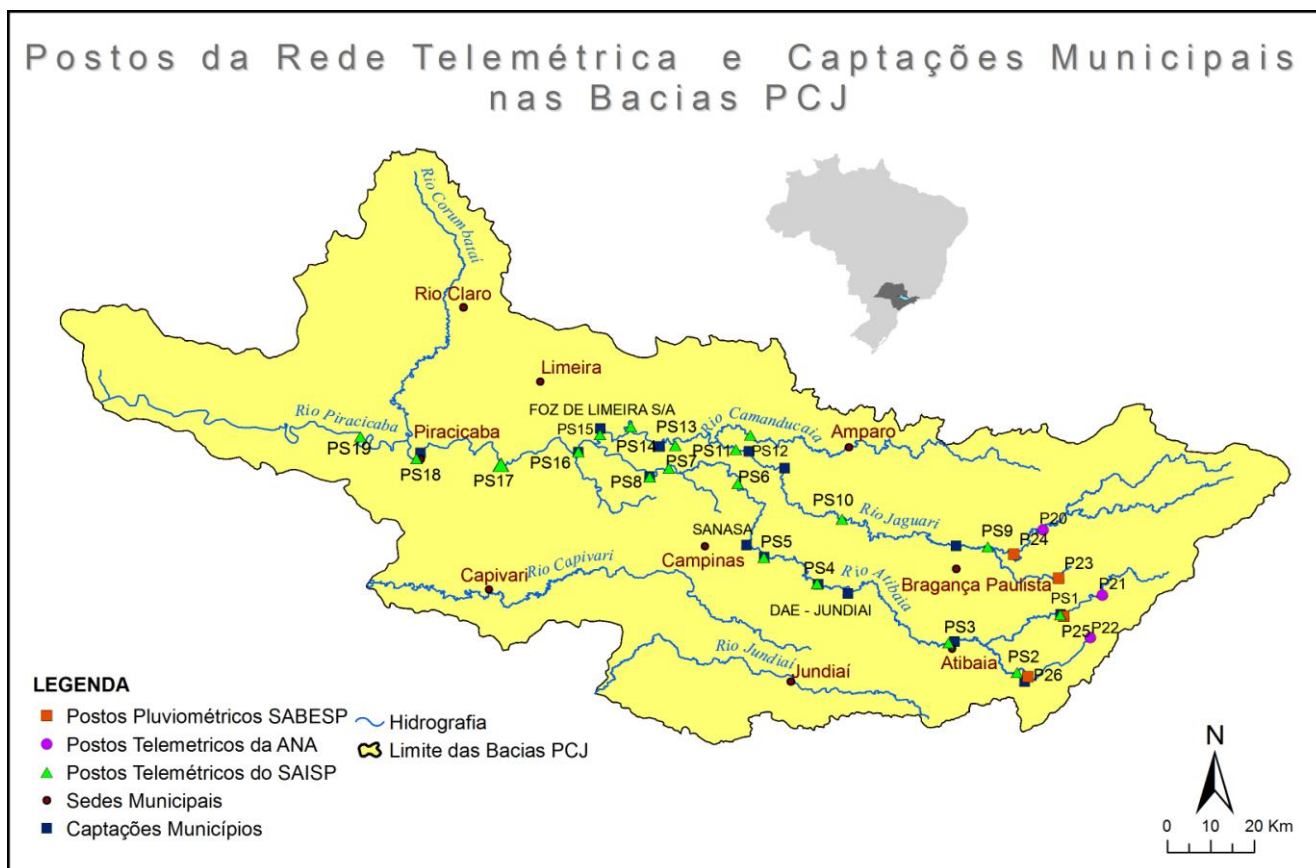 Postos da Rede Telemétrica e Captações Municipais
nas Bacias PCJ
Rio Corumbataí
Rio Claro
Limeira
FOZ DE LIMEIRA S/A
Rio Piracicaba
Piracicaba
PS19
PS18
PS17
PS16
PS15
PS14
PS13
Rio Camanducaia
Amparo
PS11
PS12
PS7
PS8
PS6
PS10
Rio Jaguari
PS9
P20
P24
SANASA
Campinas
PS5
PS4
Rio Atibaia
Bragança Paulista
P23
P21
DAE - JUNDIAI
PS1
P25
P22
Capivari
Rio Capivari
PS3
Atibaia
PS2
P26
Rio Jundiaí
Jundiaí
LEGENDA
Postos Pluviométricos SABESP
Postos Telemetricos da ANA
Postos Telemétricos do SAISP
Sedes Municipais
Captações Municípios
Hidrografia
Limite das Bacias PCJ
N
0 10 20 Km